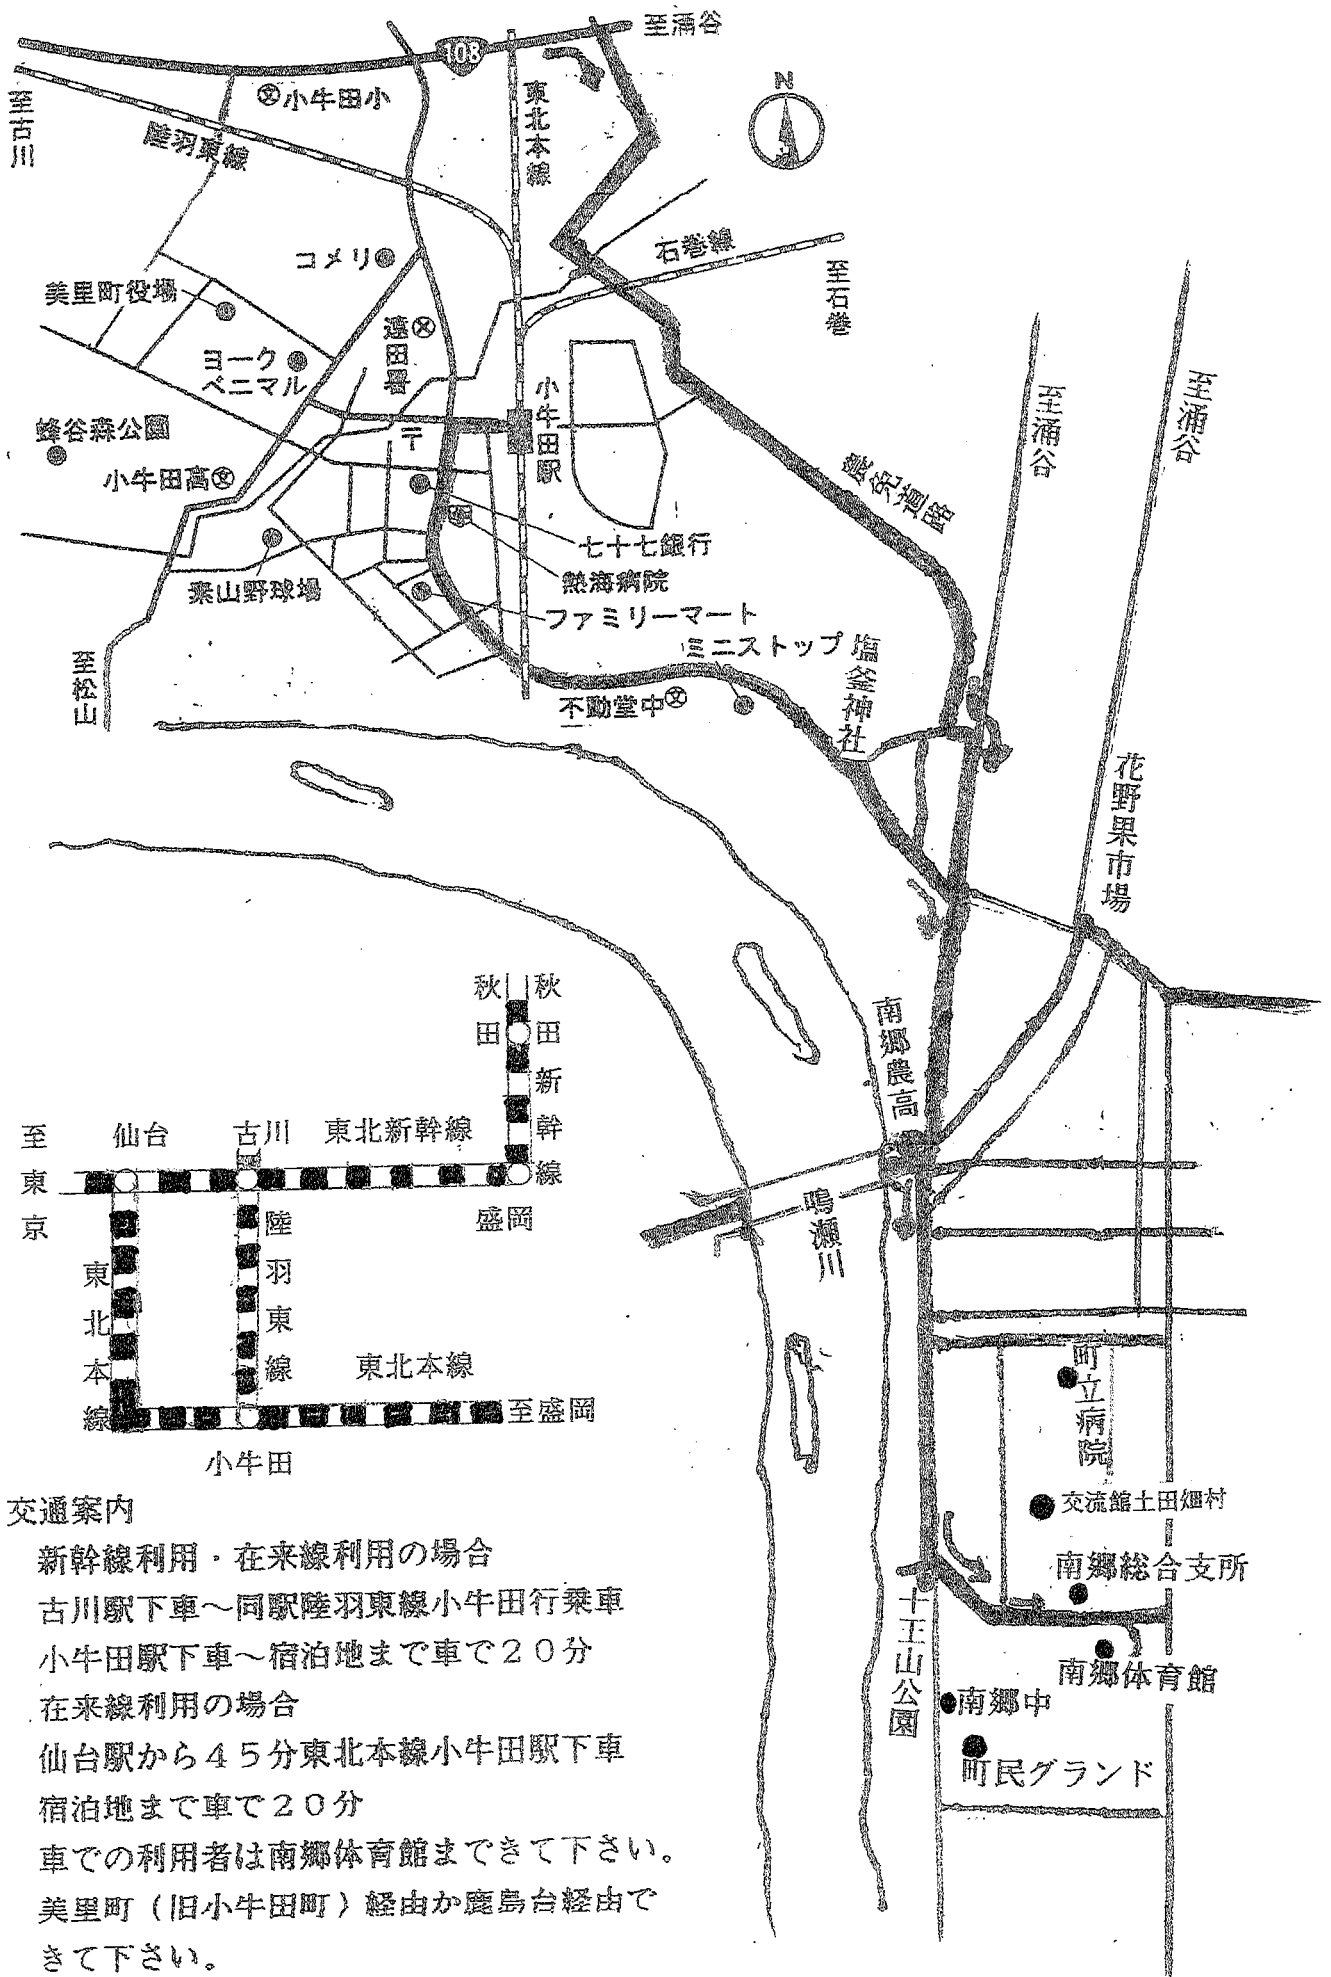 至涌谷
108
N
小牛田小
至古川
東北本線
陸羽東線
石巻線
至石巻
コメリ
美里町役場
遠田署
ヨーク
ベニマル
小牛田駅
至涌谷
至涌谷
蜂谷森公園
〒
小牛田高
農免道路
七十七銀行
熱海病院
素山野球場
ファミリーマート
ミニストップ
塩釜神社
至松山
不動堂中
花野果市場
南郷農高
鳴瀬川
秋田
秋田新幹線
至東京
仙台
古川
東北新幹線
盛岡
陸羽東線
東北本線
東北本線
至盛岡
小牛田
町立病院
交流館土田畑村
南郷総合支所
十王山公園
南郷体育館
南郷中
町民グランド
交通案内
新幹線利用・在来線利用の場合
古川駅下車～同駅陸羽東線小牛田行乗車
小牛田駅下車～宿泊地まで車で20分
在来線利用の場合
仙台駅から45分東北本線小牛田駅下車
宿泊地まで車で20分
車での利用者は南郷体育館まできて下さい。
美里町(旧小牛田町)経由か鹿島台経由で
きて下さい。